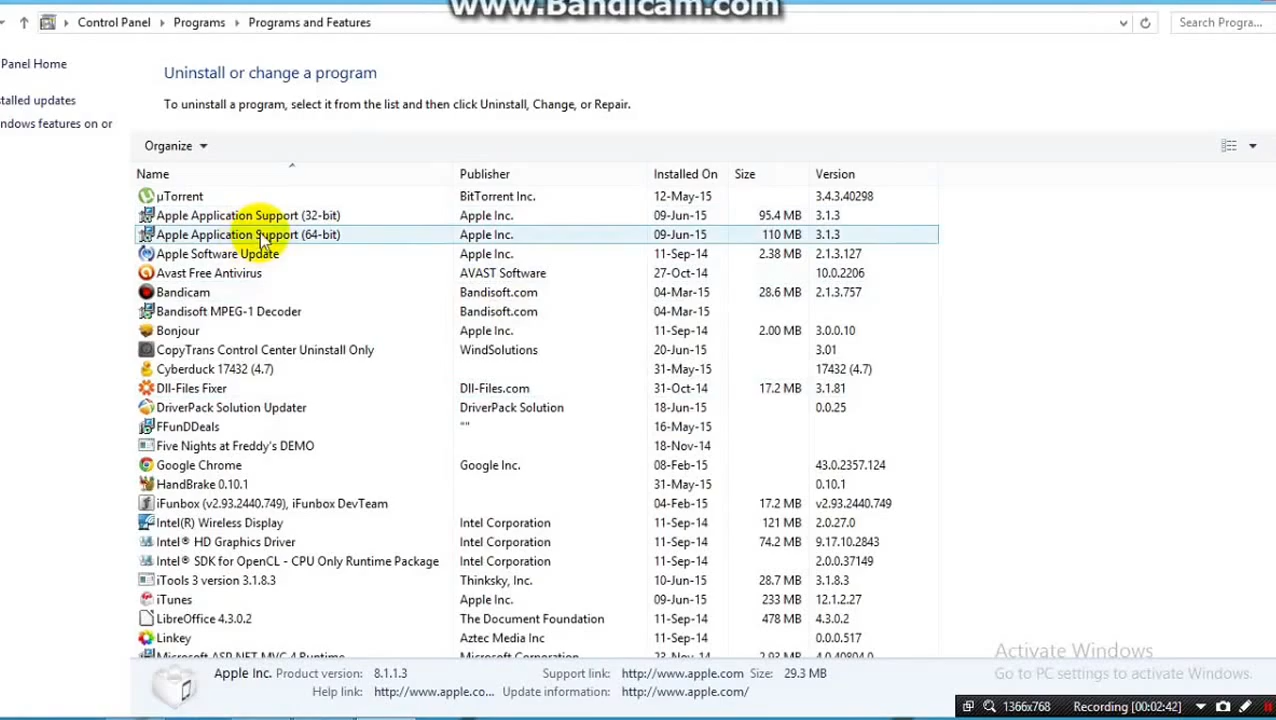 www.Bandicam.com
Control Panel Programs Programs and Features Search Progra...
Panel Home
talled updates
ndows features on or
Uninstall or change a program
To uninstall a program, select it from the list and then click Uninstall, Change, or Repair.
Organize
Name Publisher Installed On Size Version
µTorrent BitTorrent Inc. 12-May-15 3.4.3.40298
Apple Application Support (32-bit) Apple Inc. 09-Jun-15 95.4 MB 3.1.3
Apple Application Support (64-bit) Apple Inc. 09-Jun-15 110 MB 3.1.3
Apple Software Update Apple Inc. 11-Sep-14 2.38 MB 2.1.3.127
Avast Free Antivirus AVAST Software 27-Oct-14 10.0.2206
Bandicam Bandisoft.com 04-Mar-15 28.6 MB 2.1.3.757
Bandisoft MPEG-1 Decoder Bandisoft.com 04-Mar-15
Bonjour Apple Inc. 11-Sep-14 2.00 MB 3.0.0.10
CopyTrans Control Center Uninstall Only WindSolutions 20-Jun-15 3.01
Cyberduck 17432 (4.7) 31-May-15 17432 (4.7)
Dll-Files Fixer Dll-Files.com 31-Oct-14 17.2 MB 3.1.81
DriverPack Solution Updater DriverPack Solution 18-Jun-15 0.0.25
FFunDDeals "" 16-May-15
Five Nights at Freddy's DEMO 18-Nov-14
Google Chrome Google Inc. 08-Feb-15 43.0.2357.124
HandBrake 0.10.1 31-May-15 0.10.1
iFunbox (v2.93.2440.749), iFunbox DevTeam 04-Feb-15 17.2 MB v2.93.2440.749
Intel(R) Wireless Display Intel Corporation 11-Sep-14 121 MB 2.0.27.0
Intel® HD Graphics Driver Intel Corporation 11-Sep-14 74.2 MB 9.17.10.2843
Intel® SDK for OpenCL - CPU Only Runtime Package Intel Corporation 11-Sep-14 2.0.0.37149
iTools 3 version 3.1.8.3 Thinksky, Inc. 10-Jun-15 28.7 MB 3.1.8.3
iTunes Apple Inc. 09-Jun-15 233 MB 12.1.2.27
LibreOffice 4.3.0.2 The Document Foundation 11-Sep-14 478 MB 4.3.0.2
Linkey Aztec Media Inc 11-Sep-14 0.0.0.517
Microsoft ASP.NET MVC 4 Runtime Microsoft Corporation 23-Nov-14 2.93 MB 4.0.40804.0
Activate Windows
Go to PC settings to activate Windows.
Apple Inc. Product version: 8.1.1.3 Support link: http://www.apple.com Size: 29.3 MB
Help link: http://www.apple.co... Update information: http://www.apple.com/
1366x768 Recording [00:02:42]